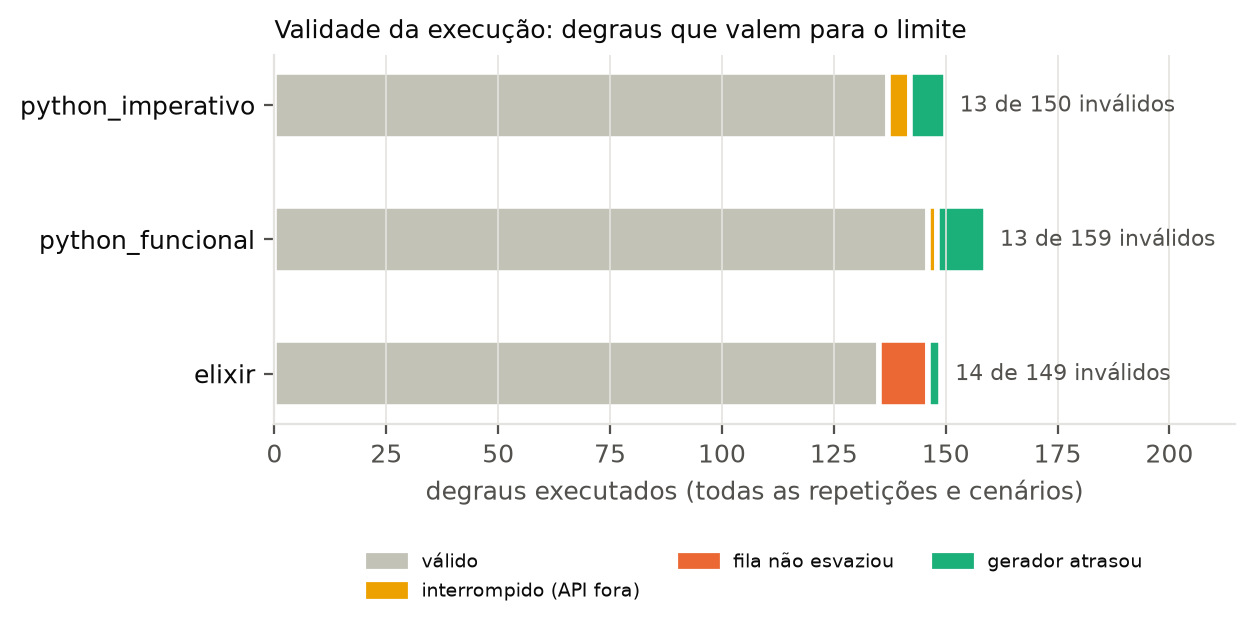 Validade da execução: degraus que valem para o limite
python_imperativo
13 de 150 inválidos
python_funcional
13 de 159 inválidos
elixir
14 de 149 inválidos
0 25 50 75 100 125 150 175 200
degraus executados (todas as repetições e cenários)
válido fila não esvaziou gerador atrasou
interrompido (API fora)